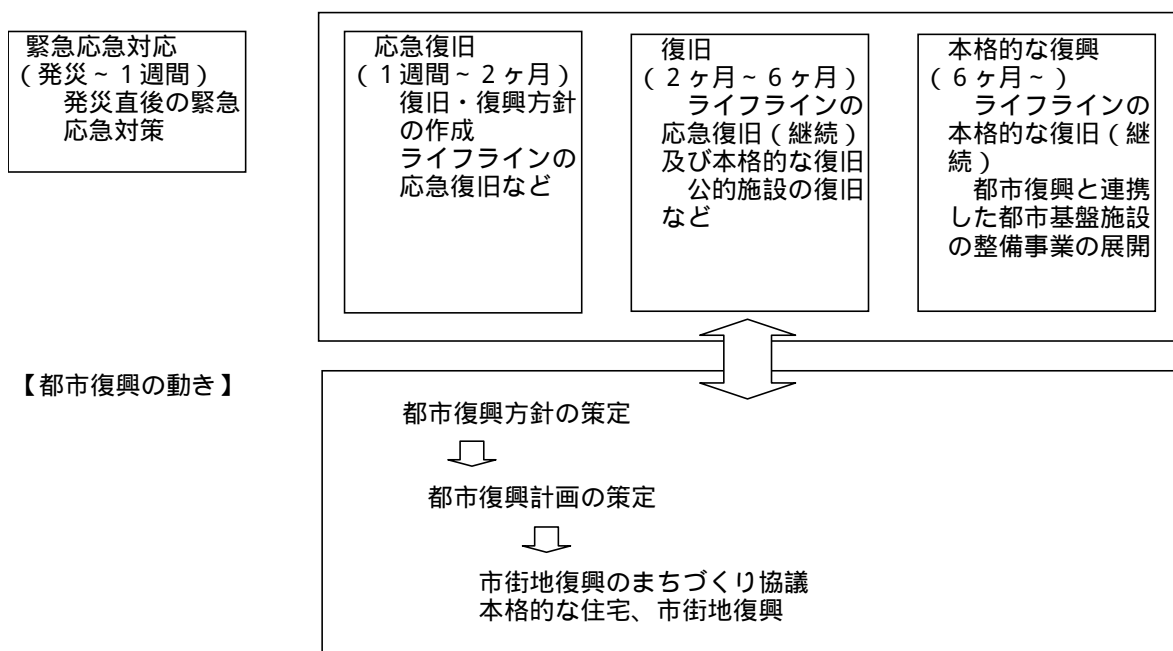 緊急応急対応
(発災~1週間)
発災直後の緊急
応急対策
応急復旧
(1週間~2ヶ月)
復旧・復興方針
の作成
ライフラインの
応急復旧など
復旧
(2ヶ月~6ヶ月)
ライフラインの
応急復旧(継続)
及び本格的な復旧
公的施設の復旧
など
本格的な復興
(6ヶ月~)
ライフラインの
本格的な復旧(継
続)
都市復興と連携
した都市基盤施設
の整備事業の展開
【都市復興の動き】
都市復興方針の策定
都市復興計画の策定
市街地復興のまちづくり協議
本格的な住宅、市街地復興